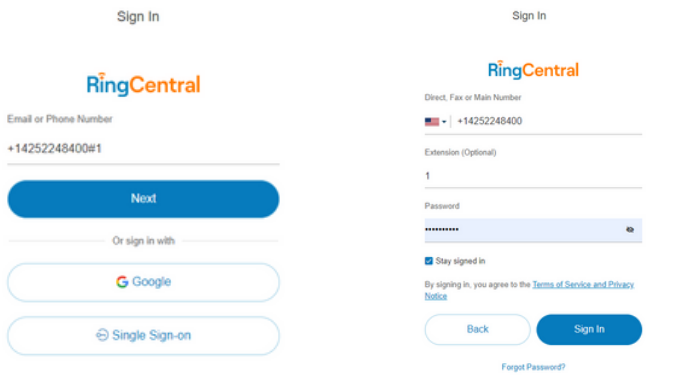 Sign In
RingCentral
Email or Phone Number
+14252248400#1
Next
Or sign in with
Google
Single Sign-on
Sign In
RingCentral
Direct, Fax or Main Number
+14252248400
Extension (Optional)
1
Password
••••••••••
Stay signed in
By signing in, you agree to the Terms of Service and Privacy
Notice
Back
Sign In
Forgot Password?